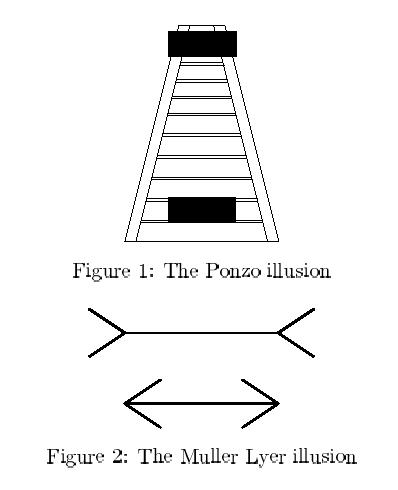 Figure 1: The Ponzo illusion
Figure 2: The Muller Lyer illusion